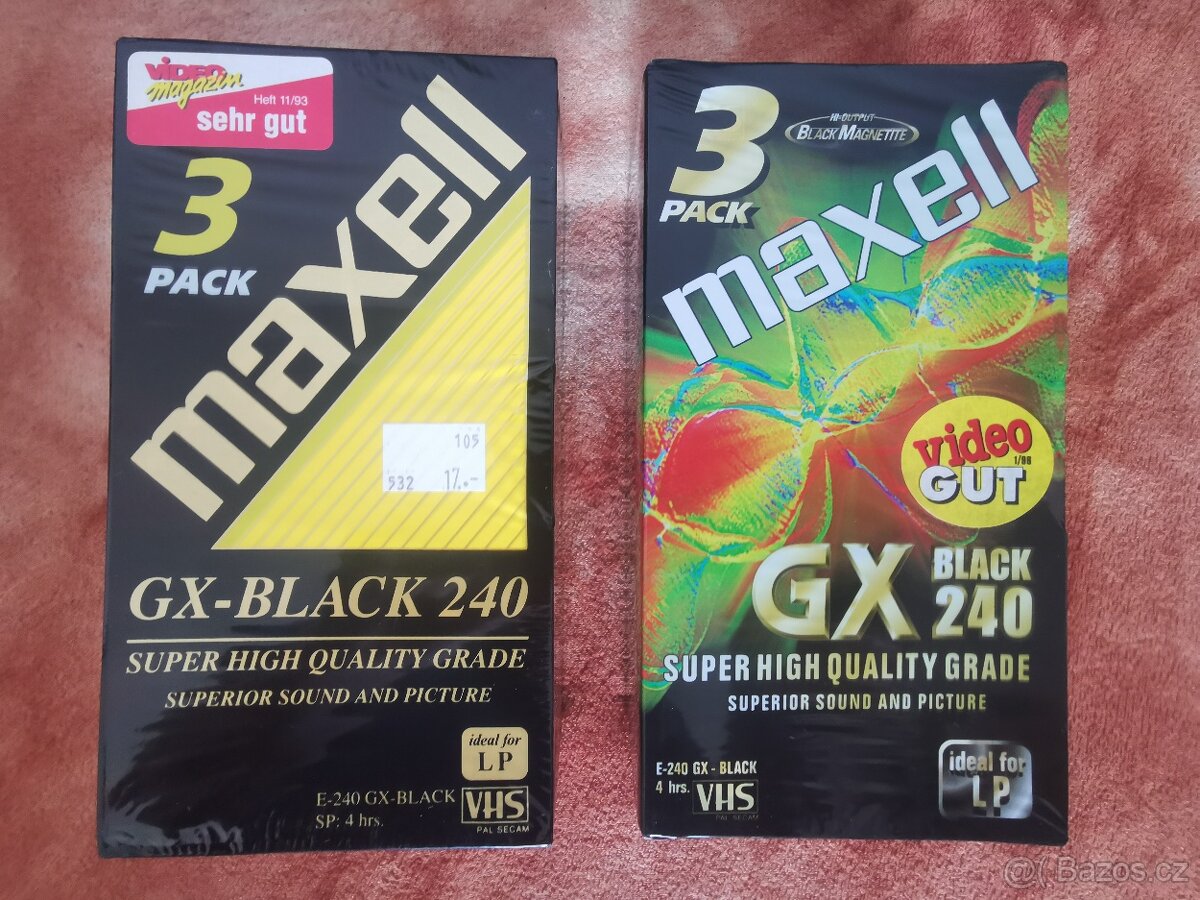 VIDEO
magazin
Heft 11/93
sehr gut
3
PACK
maxell
105
532 17.-
GX-BLACK 240
SUPER HIGH QUALITY GRADE
SUPERIOR SOUND AND PICTURE
ideal for
LP
E-240 GX-BLACK
SP: 4 hrs.
VHS
PAL SECAM
3
PACK
HI-OUTPUT
BLACK MAGNETITE
maxell
video
1/96
GUT
GX BLACK
240
SUPER HIGH QUALITY GRADE
SUPERIOR SOUND AND PICTURE
E-240 GX - BLACK
4 hrs.
VHS
PAL SECAM
ideal for
LP
@( Bazos.cz